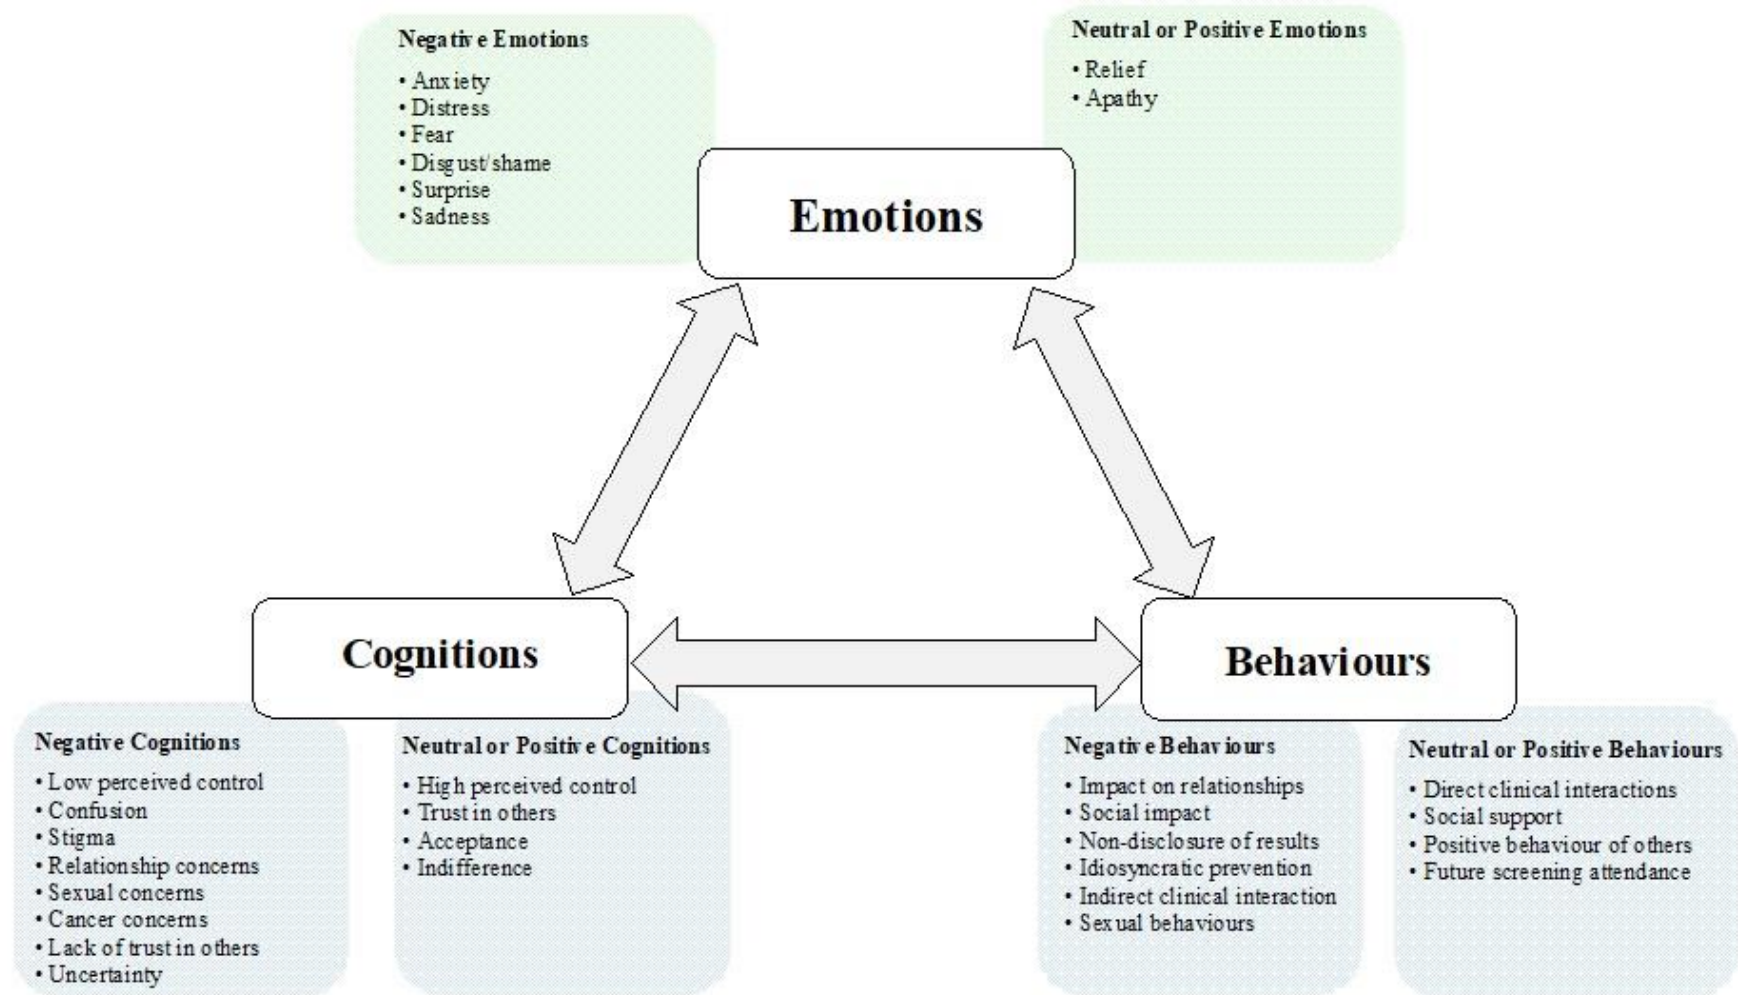 Negative Emotions
• Anxiety
• Distress
• Fear
• Disgust/shame
• Surprise
• Sadness
Neutral or Positive Emotions
• Relief
• Apathy
Emotions
Cognitions
Behaviours
Negative Cognitions
• Low perceived control
• Confusion
• Stigma
• Relationship concerns
• Sexual concerns
• Cancer concerns
• Lack of trust in others
• Uncertainty
Neutral or Positive Cognitions
• High perceived control
• Trust in others
• Acceptance
• Indifference
Negative Behaviours
• Impact on relationships
• Social impact
• Non-disclosure of results
• Idiosyncratic prevention
• Indirect clinical interaction
• Sexual behaviours
Neutral or Positive Behaviours
• Direct clinical interactions
• Social support
• Positive behaviour of others
• Future screening attendance